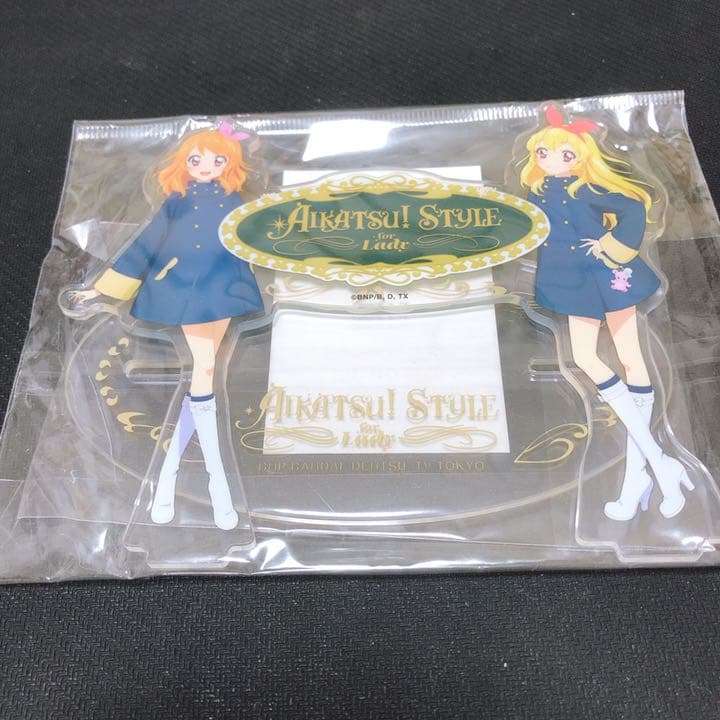 AIKATSU! STYLE
for
Lady
©BNP/B, D, TX
AIKATSU! STYLE
for
Lady
BNP, BANDAI, DENTSU, TV TOKYO